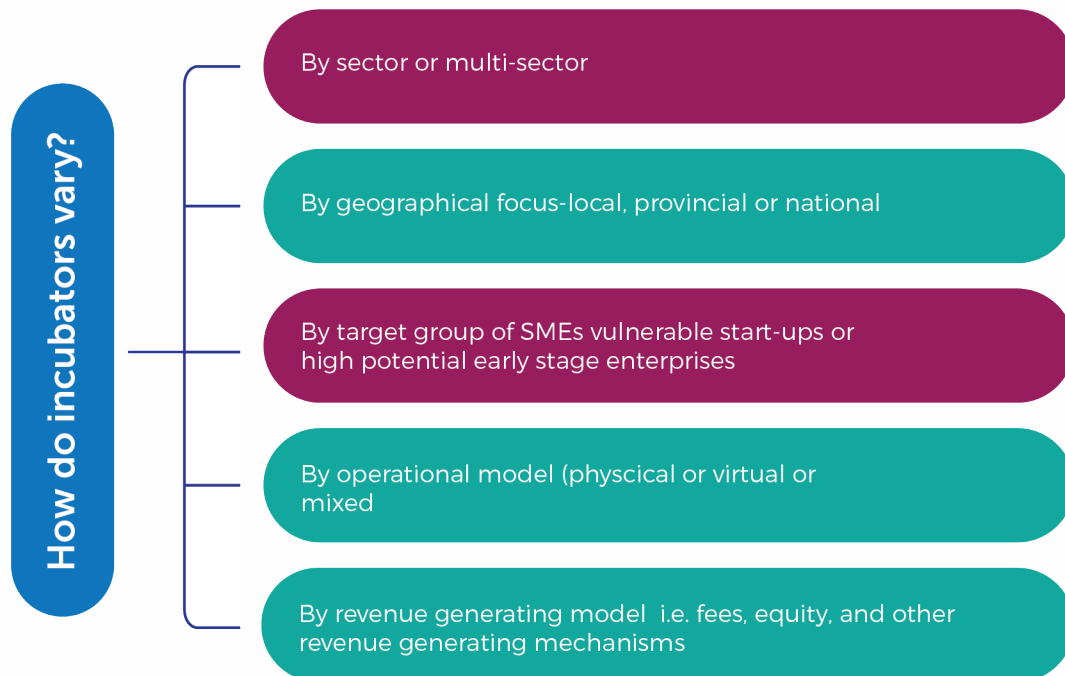 How do incubators vary?
By sector or multi-sector
By geographical focus-local, provincial or national
By target group of SMEs vulnerable start-ups or
high potential early stage enterprises
By operational model (physcical or virtual or
mixed
By revenue generating model  i.e. fees, equity, and other
revenue generating mechanisms